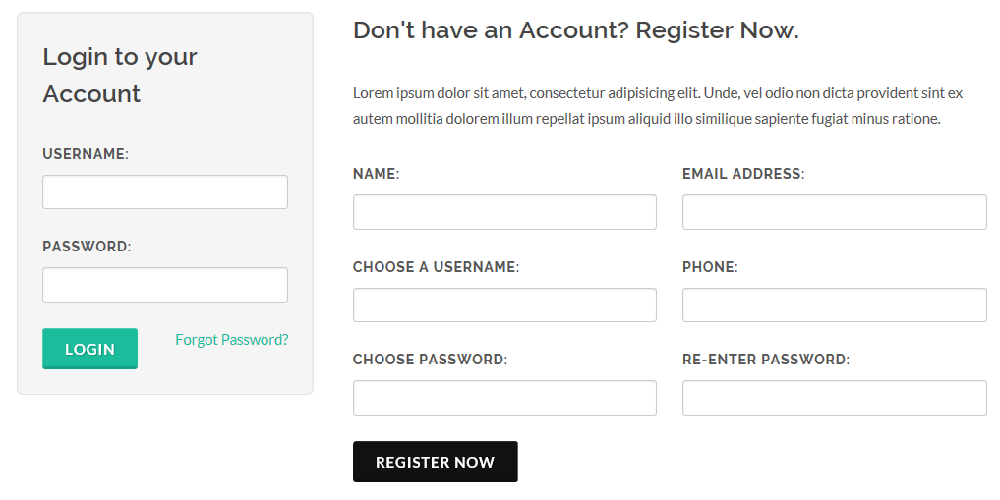 Login to your
Account
USERNAME:
PASSWORD:
LOGIN
Forgot Password?
Don't have an Account? Register Now.
Lorem ipsum dolor sit amet, consectetur adipisicing elit. Unde, vel odio non dicta provident sint ex
autem mollitia dolorem illum repellat ipsum aliquid illo similique sapiente fugiat minus ratione.
NAME:
EMAIL ADDRESS:
CHOOSE A USERNAME:
PHONE:
CHOOSE PASSWORD:
RE-ENTER PASSWORD:
REGISTER NOW